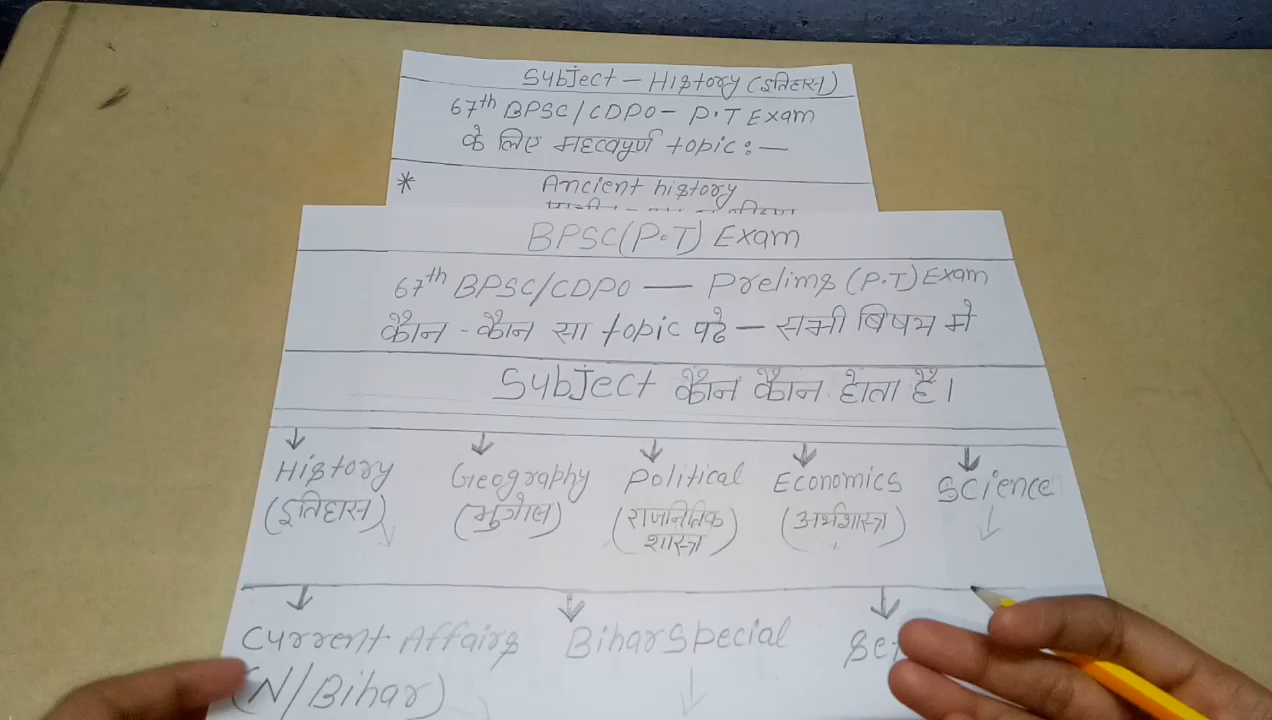 Subject - History (इतिहास)
67th BPSC/CDPO - P.T Exam
के लिए महत्वपूर्ण topic:-
* Ancient history
BPSC(P.T) Exam
67th BPSC/CDPO — Prelims (P.T) Exam
कौन - कौन सा topic पढे - सभी बिषय मे
Subject कौन कौन होता है।
History Geography Political Economics Science
(इतिहास) (भुगोल) (राजनितिक शास्त्र) (अर्थशास्त्र)
Current Affairs Bihar Special
(N/Bihar)